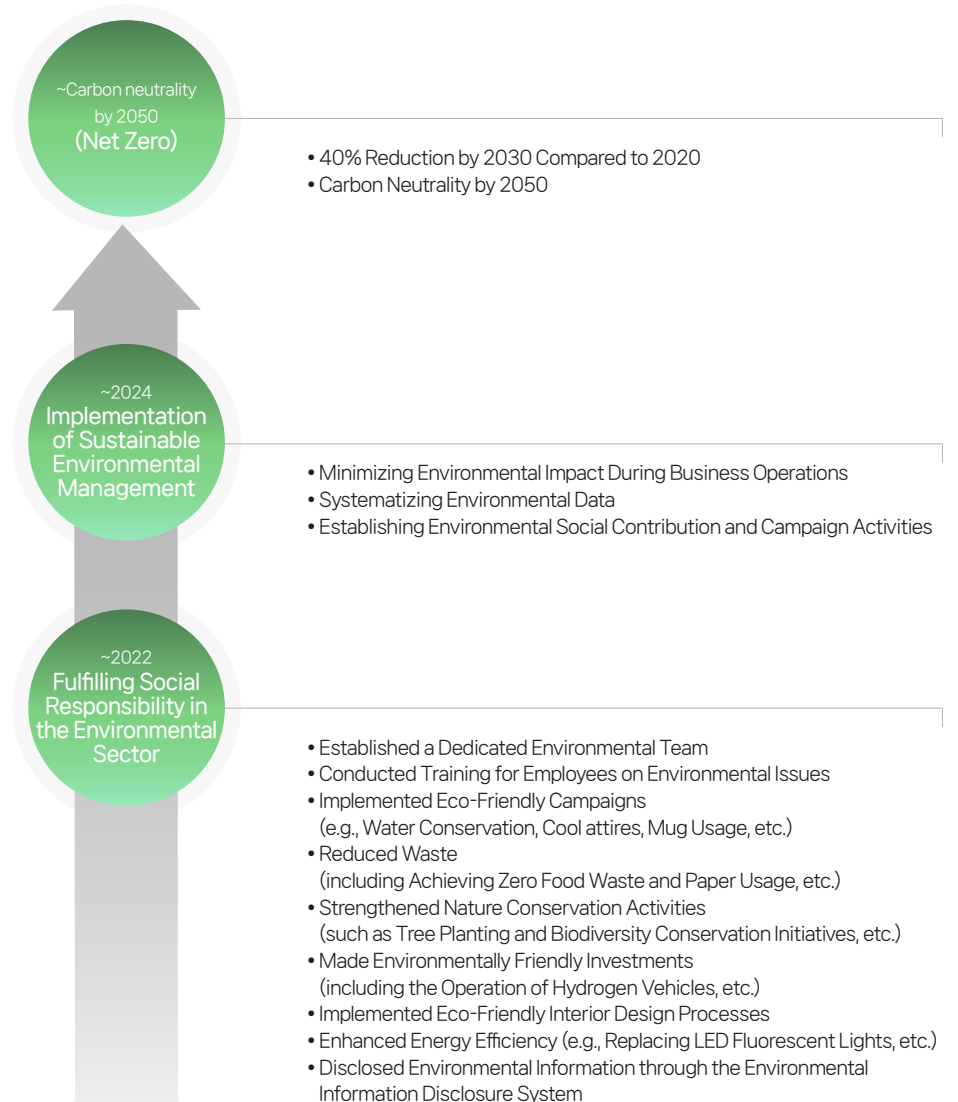 ~Carbon neutrality
by 2050
(Net Zero)
• 40% Reduction by 2030 Compared to 2020
• Carbon Neutrality by 2050
~2024
Implementation
of Sustainable
Environmental
Management
• Minimizing Environmental Impact During Business Operations
• Systematizing Environmental Data
• Establishing Environmental Social Contribution and Campaign Activities
~2022
Fulfilling Social
Responsibility in
the Environmental
Sector
• Established a Dedicated Environmental Team
• Conducted Training for Employees on Environmental Issues
• Implemented Eco-Friendly Campaigns
(e.g., Water Conservation, Cool attires, Mug Usage, etc.)
• Reduced Waste
(including Achieving Zero Food Waste and Paper Usage, etc.)
• Strengthened Nature Conservation Activities
(such as Tree Planting and Biodiversity Conservation Initiatives, etc.)
• Made Environmentally Friendly Investments
(including the Operation of Hydrogen Vehicles, etc.)
• Implemented Eco-Friendly Interior Design Processes
• Enhanced Energy Efficiency (e.g., Replacing LED Fluorescent Lights, etc.)
• Disclosed Environmental Information through the Environmental
Information Disclosure System